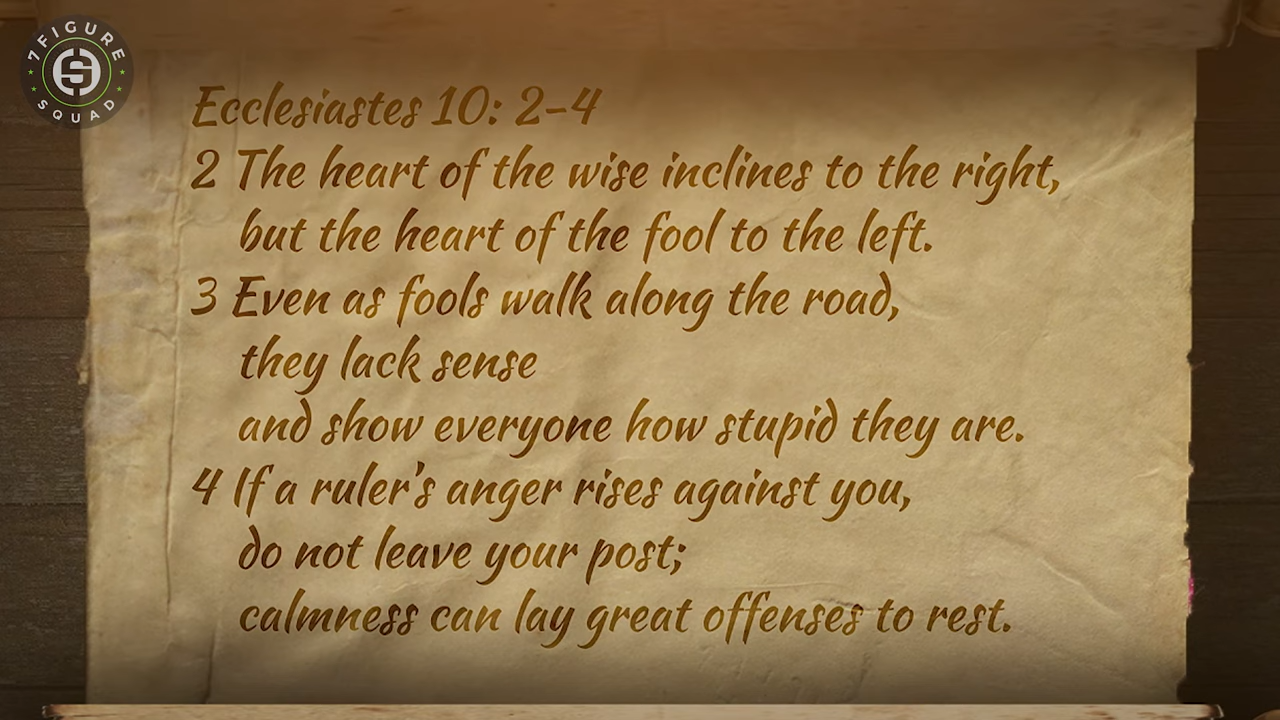 7FIGURE
SQUAD
Ecclesiastes 10: 2-4
2 The heart of the wise inclines to the right,
but the heart of the fool to the left.
3 Even as fools walk along the road,
they lack sense
and show everyone how stupid they are.
4 If a ruler's anger rises against you,
do not leave your post;
calmness can lay great offenses to rest.